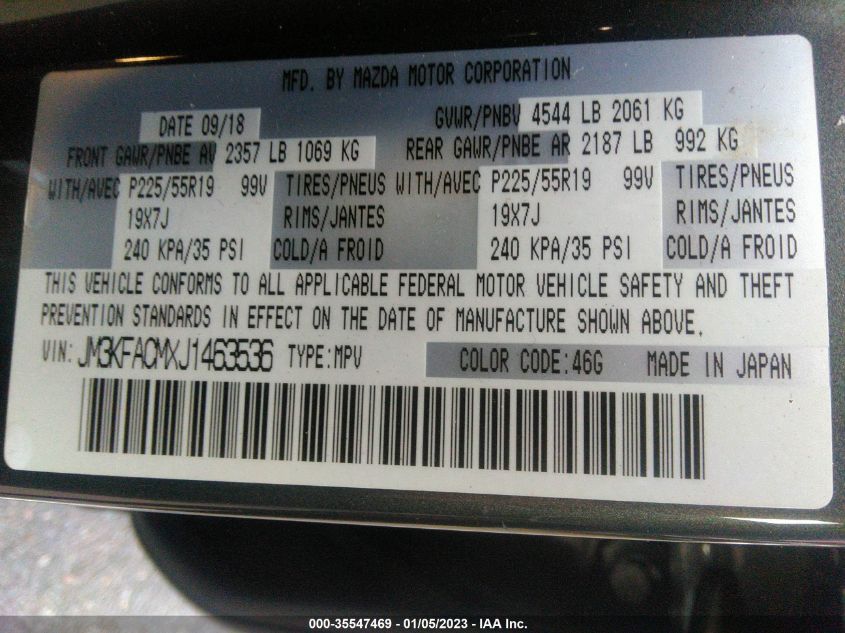 MFD. BY MAZDA MOTOR CORPORATION
DATE 09/18 GVWR/PNBV 4544 LB 2061 KG
FRONT GAWR/PNBE AV 2357 LB 1069 KG REAR GAWR/PNBE AR 2187 LB 992 KG
WITH/AVEC P225/55R19 99V TIRES/PNEUS WITH/AVEC P225/55R19 99V TIRES/PNEUS
19X7J RIMS/JANTES 19X7J RIMS/JANTES
240 KPA/35 PSI COLD/A FROID 240 KPA/35 PSI COLD/A FROID
THIS VEHICLE CONFORMS TO ALL APPLICABLE FEDERAL MOTOR VEHICLE SAFETY AND THEFT
PREVENTION STANDARDS IN EFFECT ON THE DATE OF MANUFACTURE SHOWN ABOVE.
VIN: JM3KFACMXJ1463536 TYPE:MPV COLOR CODE:46G MADE IN JAPAN
000-35547469 - 01/05/2023 - IAA Inc.